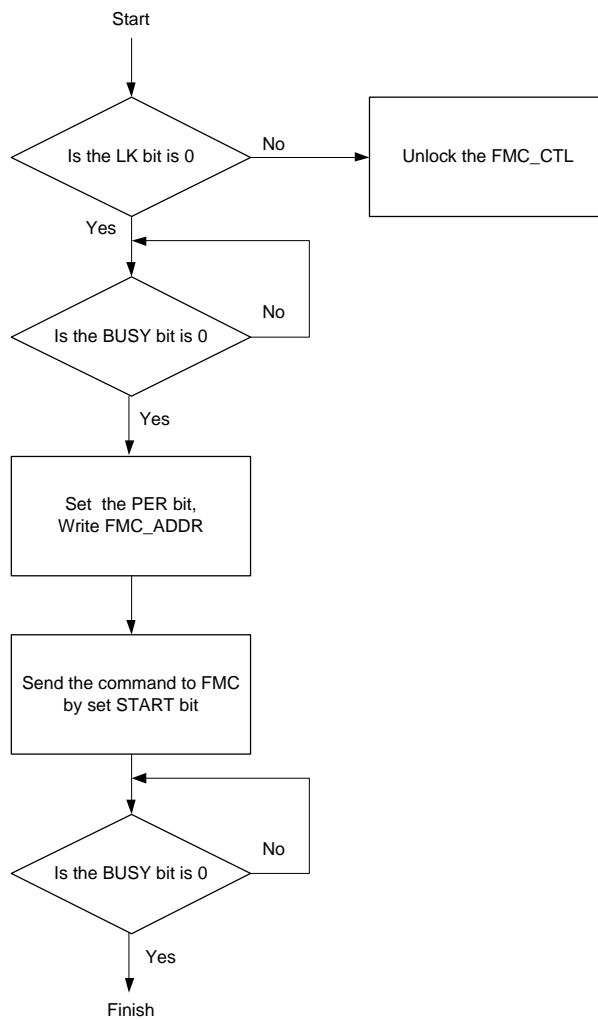 Start
Is the LK bit is 0
No
Unlock the FMC_CTL
Yes
Is the BUSY bit is 0
No
Yes
Set the PER bit,
Write FMC_ADDR
Send the command to FMC
by set START bit
Is the BUSY bit is 0
No
Yes
Finish